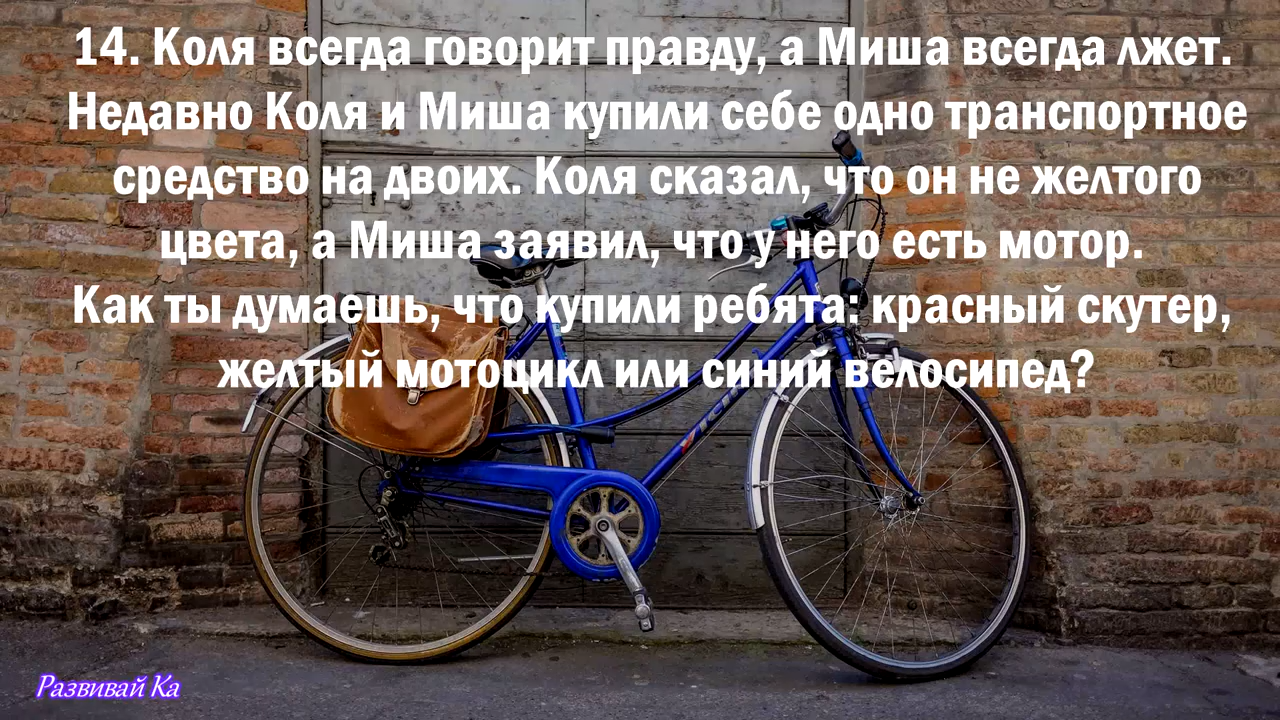 14. Коля всегда говорит правду, а Миша всегда лжет.
Недавно Коля и Миша купили себе одно транспортное
средство на двоих. Коля сказал, что он не желтого
цвета, а Миша заявил, что у него есть мотор.
Как ты думаешь, что купили ребята: красный скутер,
желтый мотоцикл или синий велосипед?
Развивай Ка